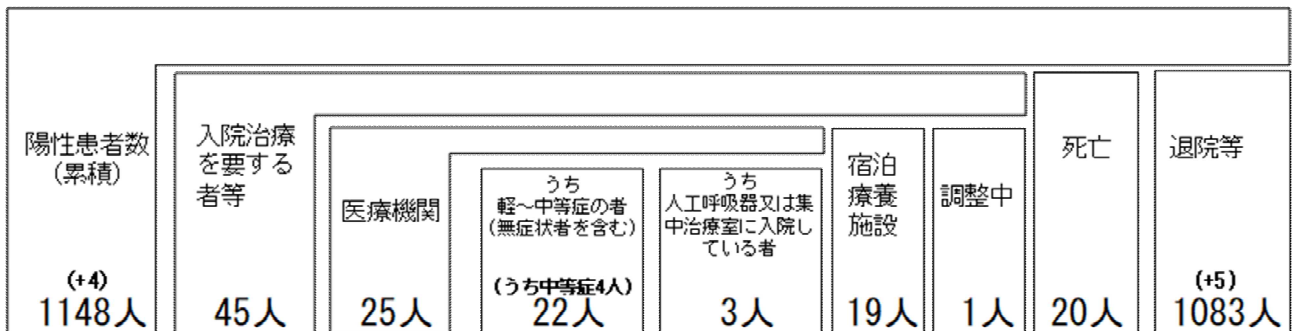 陽性患者数
(累積)
(+4)
1148人
入院治療
を要する
者等
45人
医療機関
25人
うち
軽～中等症の者
(無症状者を含む)
(うち中等症4人)
22人
うち
人工呼吸器又は集
中治療室に入院し
ている者
3人
宿泊
療養
施設
19人
調整中
1人
死亡
20人
退院等
(+5)
1083人